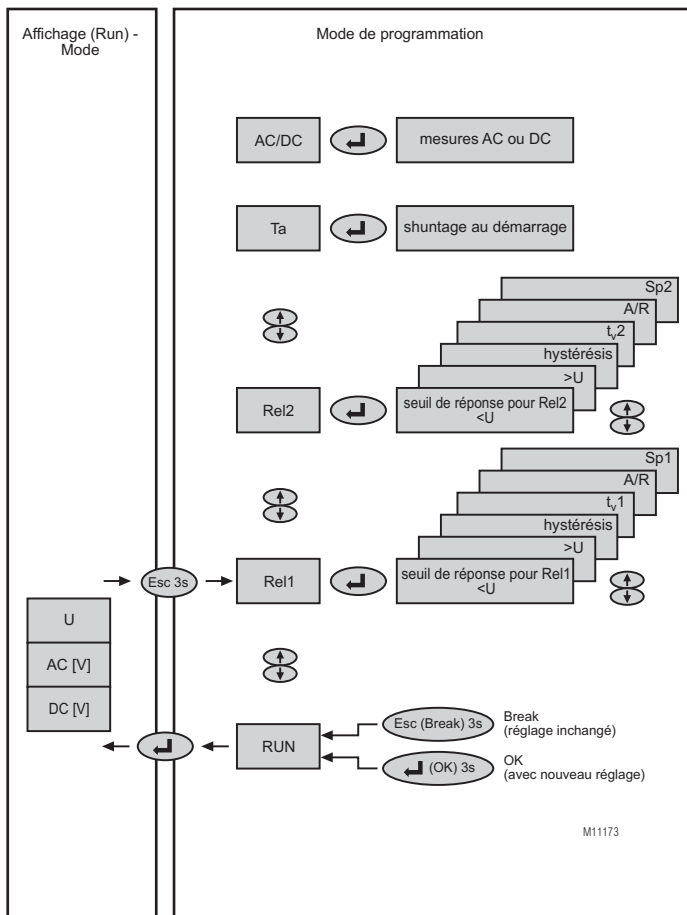 Affichage (Run) -
Mode
Mode de programmation
AC/DC
mesures AC ou DC
Ta
shuntage au démarrage
Sp2
A/R
tv2
hystérésis
>U
Rel2
seuil de réponse pour Rel2
<U
Sp1
A/R
tv1
hystérésis
>U
Esc 3s
Rel1
seuil de réponse pour Rel1
<U
U
AC [V]
DC [V]
RUN
Esc (Break) 3s
Break
(réglage inchangé)
(OK) 3s
OK
(avec nouveau réglage)
M11173